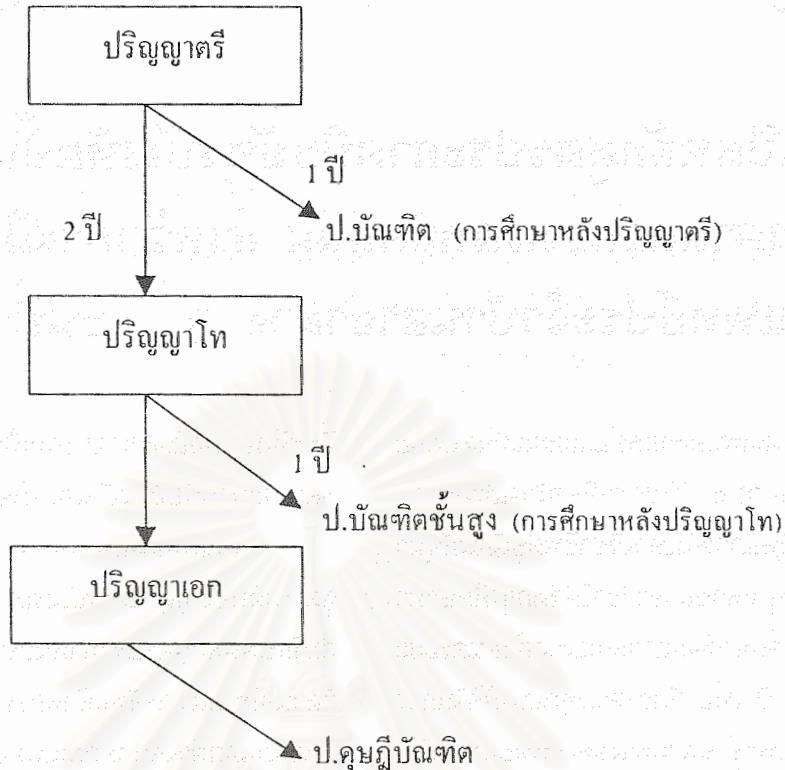 ปริญญาตรี
1 ปี
2 ปี
ป.บัณฑิต (การศึกษาหลังปริญญาตรี)
ปริญญาโท
1 ปี
ป.บัณฑิตชั้นสูง (การศึกษาหลังปริญญาโท)
ปริญญาเอก
ป.ดุษฎีบัณฑิต